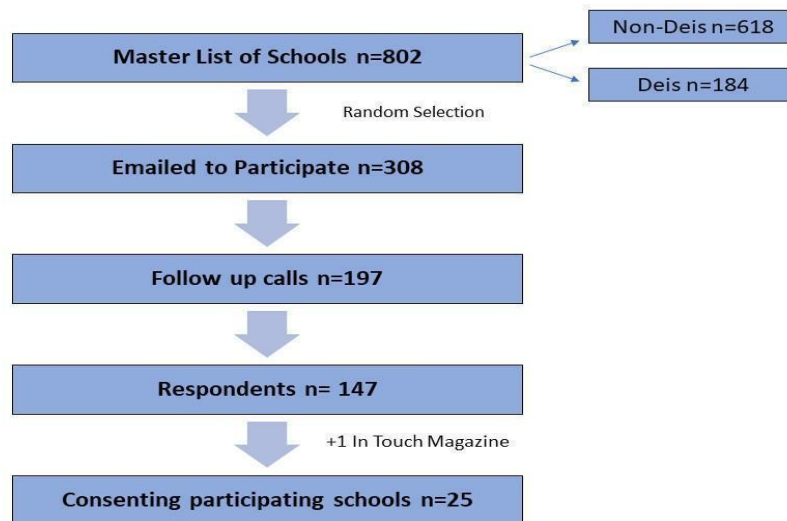 Master List of Schools n=802
Non-Deis n=618
Deis n=184
Random Selection
Emailed to Participate n=308
Follow up calls n=197
Respondents n= 147
+1 In Touch Magazine
Consenting participating schools n=25